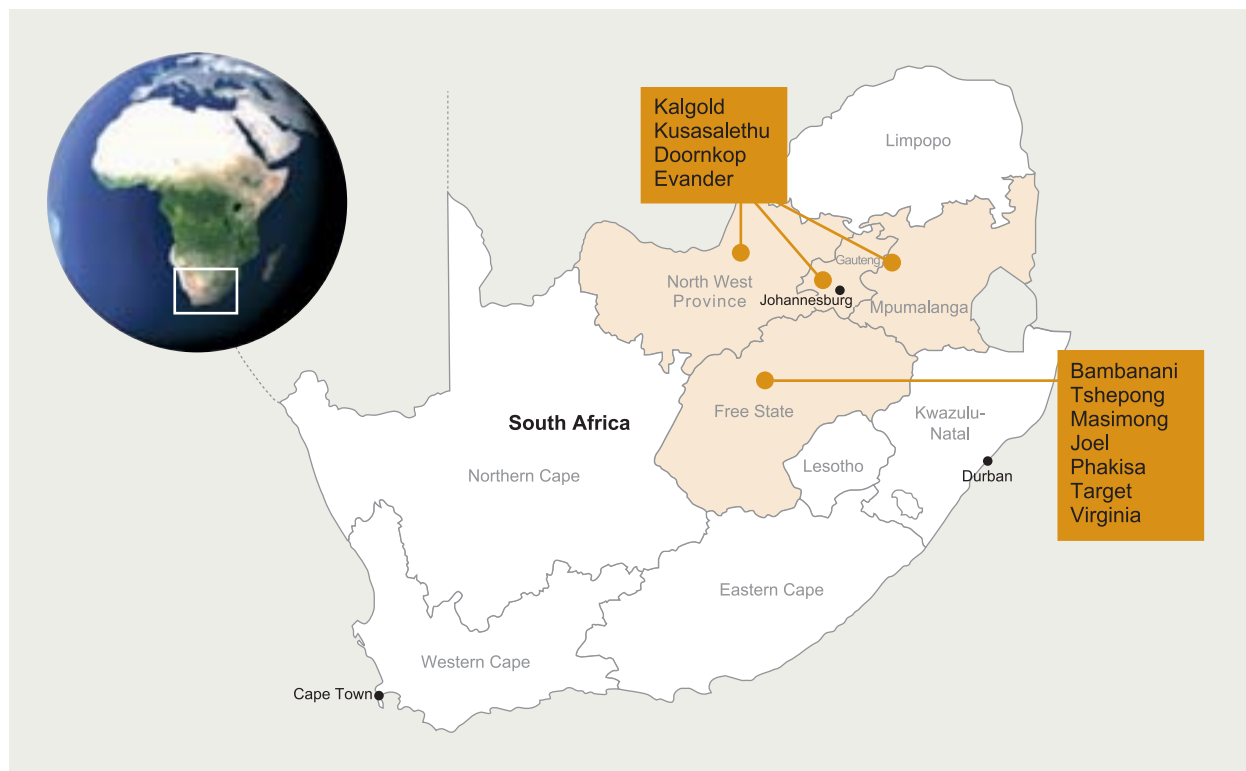 Kalgold
Kusasalethu
Doornkop
Evander
Limpopo
Gauteng
North West
Province
Johannesburg
Mpumalanga
Bambanani
Tshepong
Masimong
Joel
Phakisa
Target
Virginia
Free State
Kwazulu-
Natal
South Africa
Lesotho
Northern Cape
Durban
Eastern Cape
Western Cape
Cape Town